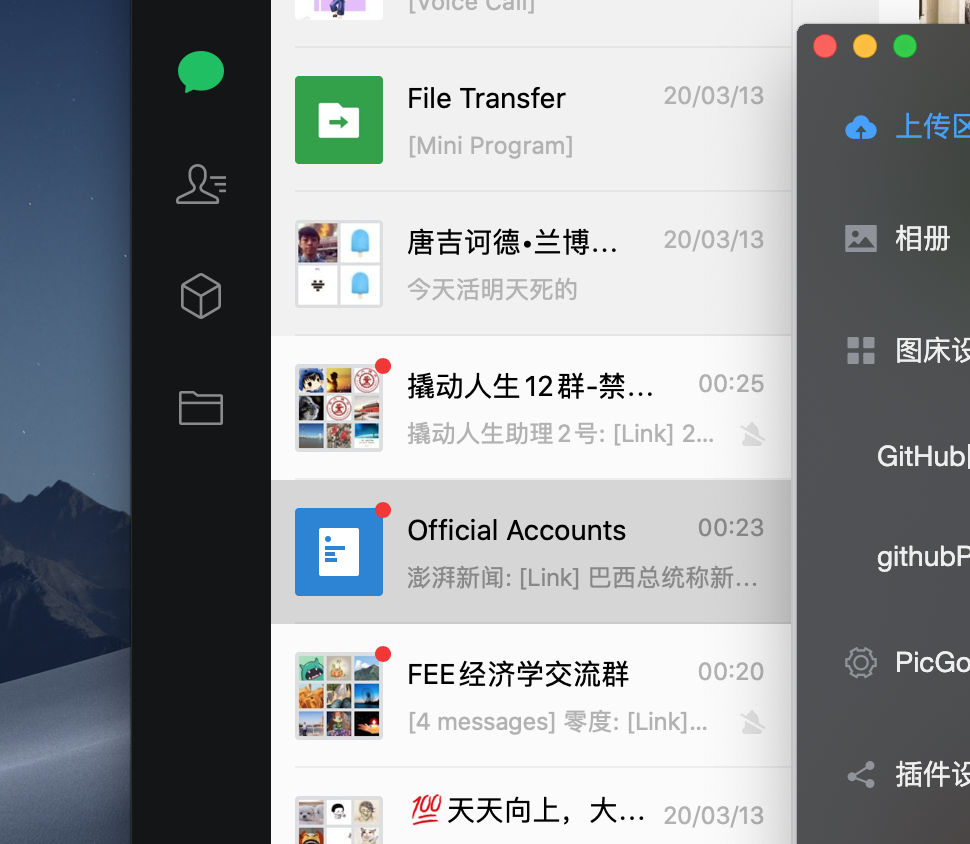 [Voice Call]
File Transfer
20/03/13
[Mini Program]
唐吉诃德•兰博...
20/03/13
今天活明天死的
撬动人生12群-禁...
00:25
撬动人生助理2号: [Link] 2...
Official Accounts
00:23
澎湃新闻: [Link] 巴西总统称新...
FEE经济学交流群
00:20
[4 messages] 零度: [Link]...
💯天天向上，大...
20/03/13
上传区
相册
图床设
GitHub
githubP
PicGo
插件设